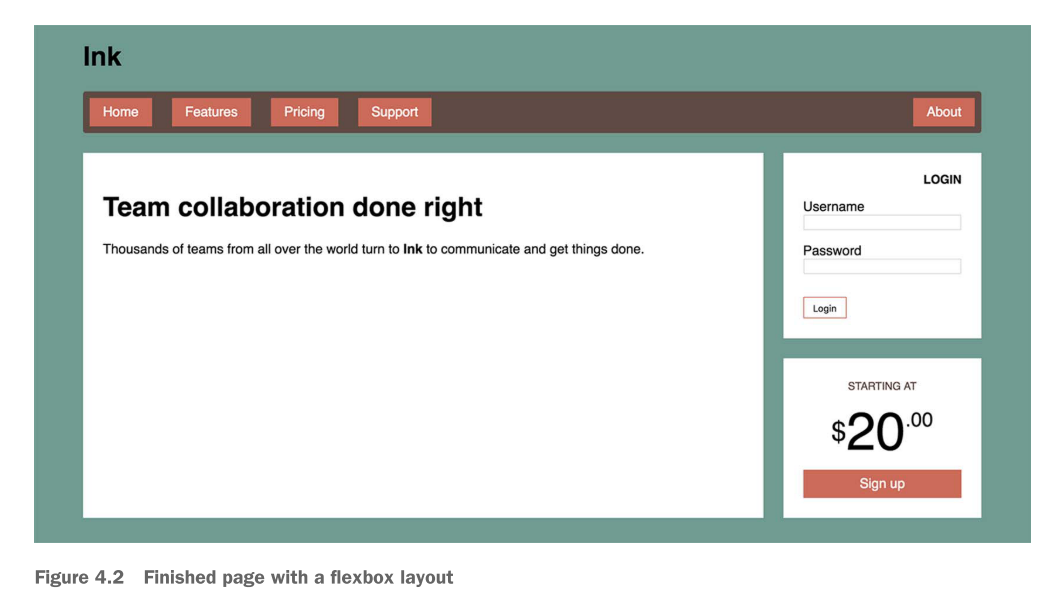 Ink
Home Features Pricing Support About
Team collaboration done right
Thousands of teams from all over the world turn to Ink to communicate and get things done.
LOGIN
Username
Password
Login
STARTING AT
$20.00
Sign up
Figure 4.2 Finished page with a flexbox layout